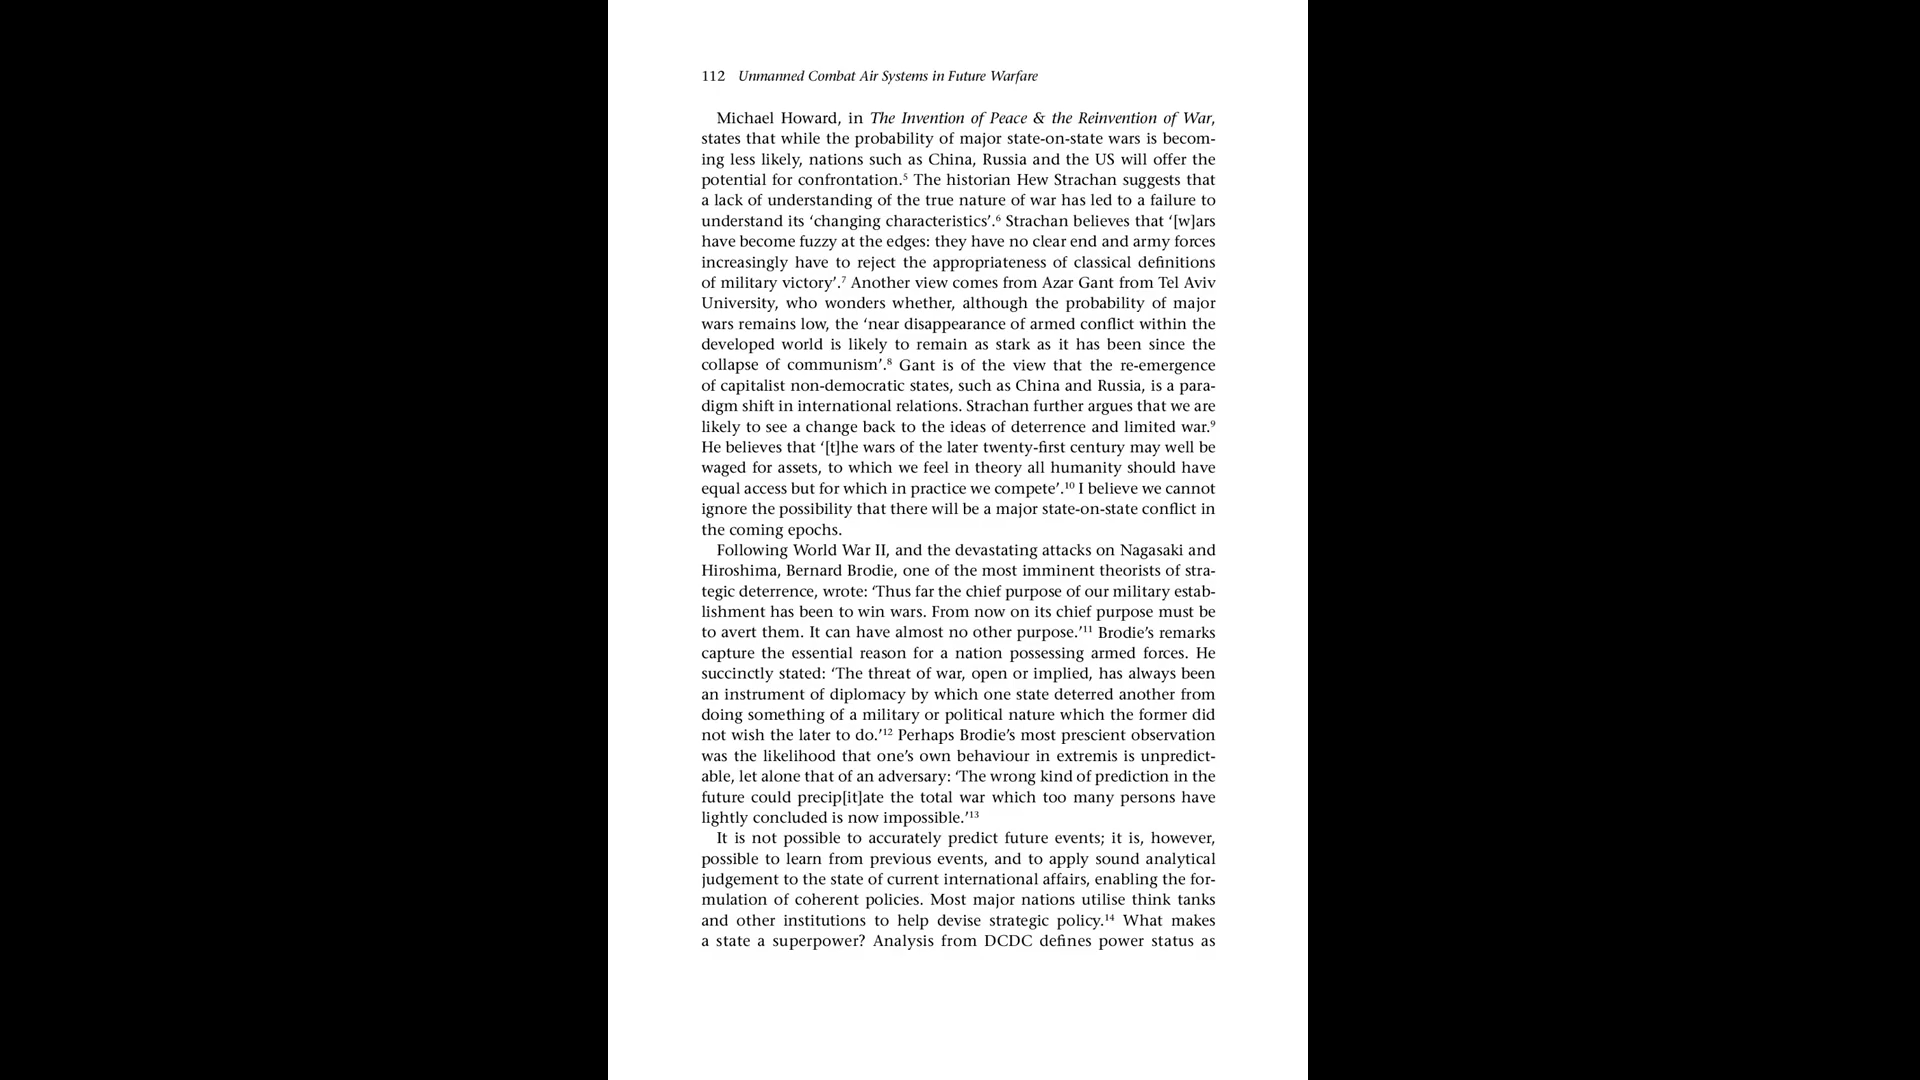 112 Unmanned Combat Air Systems in Future Warfare
Michael Howard, in The Invention of Peace & the Reinvention of War,
states that while the probability of major state-on-state wars is becom-
ing less likely, nations such as China, Russia and the US will offer the
potential for confrontation.⁵ The historian Hew Strachan suggests that
a lack of understanding of the true nature of war has led to a failure to
understand its ‘changing characteristics’.⁶ Strachan believes that ‘[w]ars
have become fuzzy at the edges: they have no clear end and army forces
increasingly have to reject the appropriateness of classical definitions
of military victory’.⁷ Another view comes from Azar Gant from Tel Aviv
University, who wonders whether, although the probability of major
wars remains low, the ‘near disappearance of armed conflict within the
developed world is likely to remain as stark as it has been since the
collapse of communism’.⁸ Gant is of the view that the re-emergence
of capitalist non-democratic states, such as China and Russia, is a para-
digm shift in international relations. Strachan further argues that we are
likely to see a change back to the ideas of deterrence and limited war.⁹
He believes that ‘[t]he wars of the later twenty-first century may well be
waged for assets, to which we feel in theory all humanity should have
equal access but for which in practice we compete’.¹⁰ I believe we cannot
ignore the possibility that there will be a major state-on-state conflict in
the coming epochs.
Following World War II, and the devastating attacks on Nagasaki and
Hiroshima, Bernard Brodie, one of the most imminent theorists of stra-
tegic deterrence, wrote: ‘Thus far the chief purpose of our military estab-
lishment has been to win wars. From now on its chief purpose must be
to avert them. It can have almost no other purpose.’¹¹ Brodie’s remarks
capture the essential reason for a nation possessing armed forces. He
succinctly stated: ‘The threat of war, open or implied, has always been
an instrument of diplomacy by which one state deterred another from
doing something of a military or political nature which the former did
not wish the later to do.’¹² Perhaps Brodie’s most prescient observation
was the likelihood that one’s own behaviour in extremis is unpredict-
able, let alone that of an adversary: ‘The wrong kind of prediction in the
future could precip[it]ate the total war which too many persons have
lightly concluded is now impossible.’¹³
It is not possible to accurately predict future events; it is, however,
possible to learn from previous events, and to apply sound analytical
judgement to the state of current international affairs, enabling the for-
mulation of coherent policies. Most major nations utilise think tanks
and other institutions to help devise strategic policy.¹⁴ What makes
a state a superpower? Analysis from DCDC defines power status as